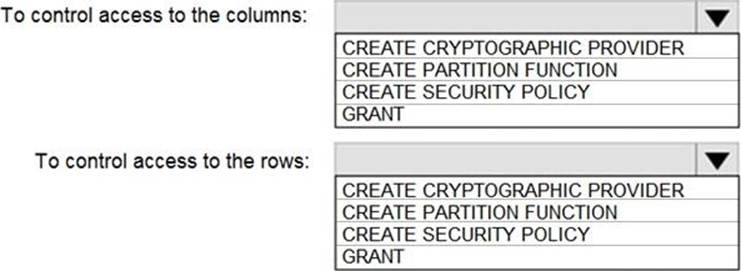 To control access to the columns:
CREATE CRYPTOGRAPHIC PROVIDER
CREATE PARTITION FUNCTION
CREATE SECURITY POLICY
GRANT
To control access to the rows:
CREATE CRYPTOGRAPHIC PROVIDER
CREATE PARTITION FUNCTION
CREATE SECURITY POLICY
GRANT